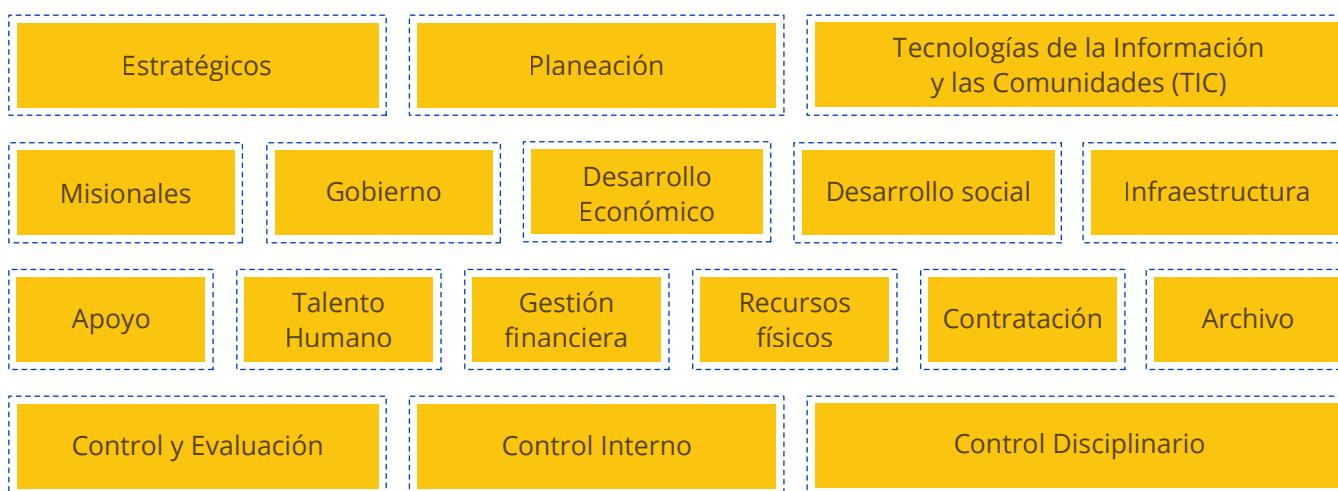 Estratégicos
Planeación
Tecnologías de la Información
y las Comunidades (TIC)
Misionales
Gobierno
Desarrollo
Económico
Desarrollo social
Infraestructura
Apoyo
Talento
Humano
Gestión
financiera
Recursos
físicos
Contratación
Archivo
Control y Evaluación
Control Interno
Control Disciplinario